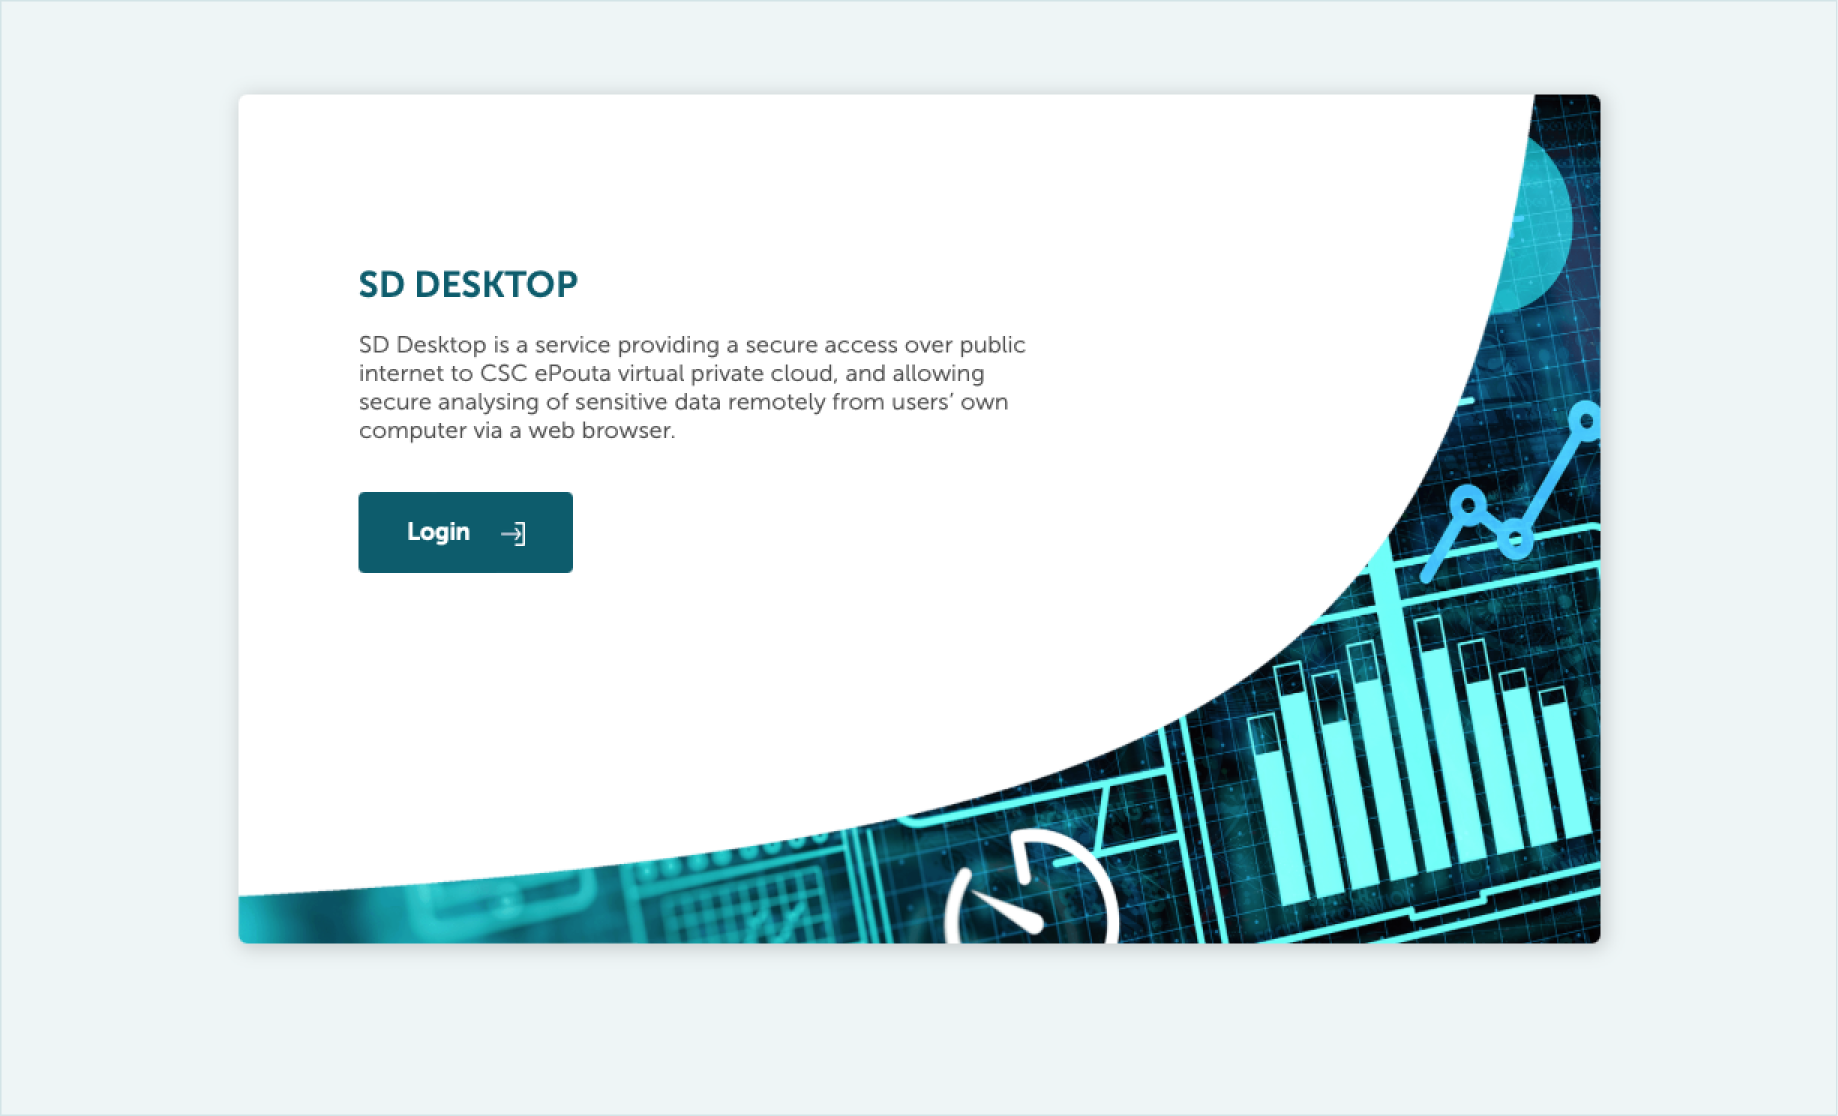 SD DESKTOP
SD Desktop is a service providing a secure access over public
internet to CSC ePouta virtual private cloud, and allowing
secure analysing of sensitive data remotely from users’ own
computer via a web browser.
Login